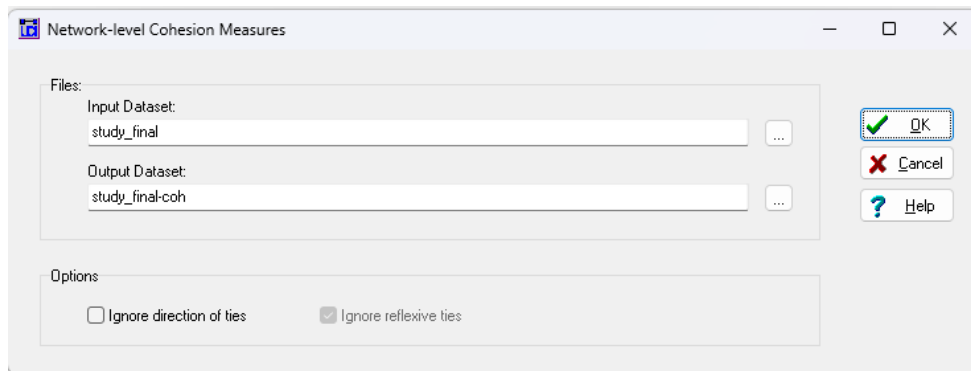 Network-level Cohesion Measures
Files:
Input Dataset:
study_final
...
Output Dataset:
study_final-coh
...
OK
Cancel
Help
Options
Ignore direction of ties
Ignore reflexive ties